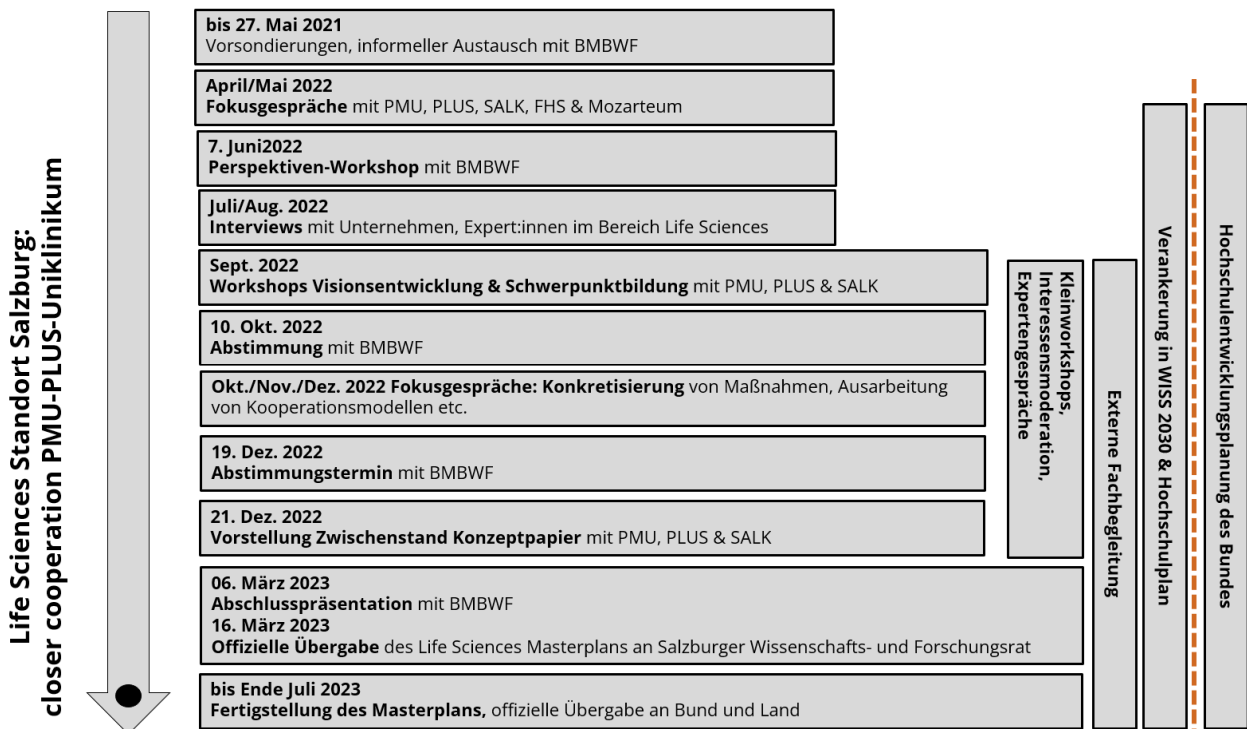 Life Sciences Standort Salzburg:
closer cooperation PMU-PLUS-Uniklinikum
bis 27. Mai 2021
Vorsondierungen, informeller Austausch mit BMBWF
April/Mai 2022
Fokusgespräche mit PMU, PLUS, SALK, FHS & Mozarteum
7. Juni2022
Perspektiven-Workshop mit BMBWF
Juli/Aug. 2022
Interviews mit Unternehmen, Expert:innen im Bereich Life Sciences
Sept. 2022
Workshops Visionsentwicklung & Schwerpunktbildung mit PMU, PLUS & SALK
10. Okt. 2022
Abstimmung mit BMBWF
Okt./Nov./Dez. 2022 Fokusgespräche: Konkretisierung von Maßnahmen, Ausarbeitung
von Kooperationsmodellen etc.
19. Dez. 2022
Abstimmungstermin mit BMBWF
21. Dez. 2022
Vorstellung Zwischenstand Konzeptpapier mit PMU, PLUS & SALK
06. März 2023
Abschlusspräsentation mit BMBWF
16. März 2023
Offizielle Übergabe des Life Sciences Masterplans an Salzburger Wissenschafts- und Forschungsrat
bis Ende Juli 2023
Fertigstellung des Masterplans, offizielle Übergabe an Bund und Land
Kleinworkshops,
Interessensmoderation,
Expertengespräche
Externe Fachbegleitung
Verankerung in WISS 2030 & Hochschulplan
Hochschulentwicklungsplanung des Bundes